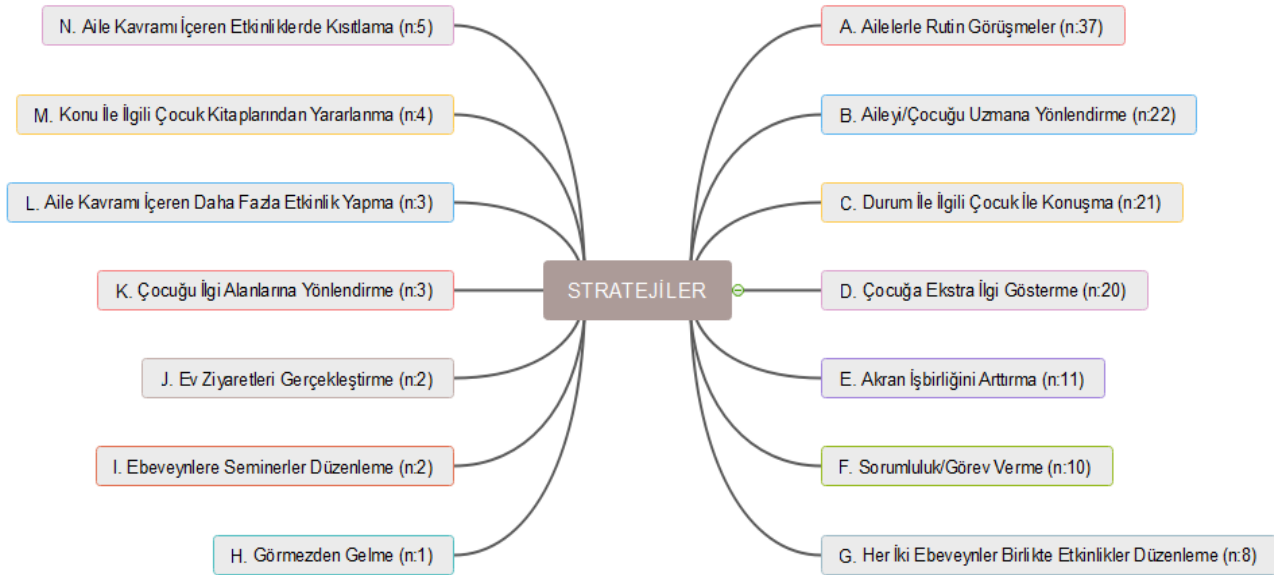 N. Aile Kavramı İçeren Etkinliklerde Kısıtlama (n:5)
M. Konu İle İlgili Çocuk Kitaplarından Yararlanma (n:4)
L. Aile Kavramı İçeren Daha Fazla Etkinlik Yapma (n:3)
K. Çocuğu İlgi Alanlarına Yönlendirme (n:3)
J. Ev Ziyaretleri Gerçekleştirme (n:2)
I. Ebeveynlere Seminerler Düzenleme (n:2)
H. Görmezden Gelme (n:1)
STRATEJİLER
A. Ailelerle Rutin Görüşmeler (n:37)
B. Aileyi/Çocuğu Uzmana Yönlendirme (n:22)
C. Durum İle İlgili Çocuk İle Konuşma (n:21)
D. Çocuğa Ekstra İlgi Gösterme (n:20)
E. Akran İşbirliğini Arttırma (n:11)
F. Sorumluluk/Görev Verme (n:10)
G. Her İki Ebeveynler Birlikte Etkinlikler Düzenleme (n:8)